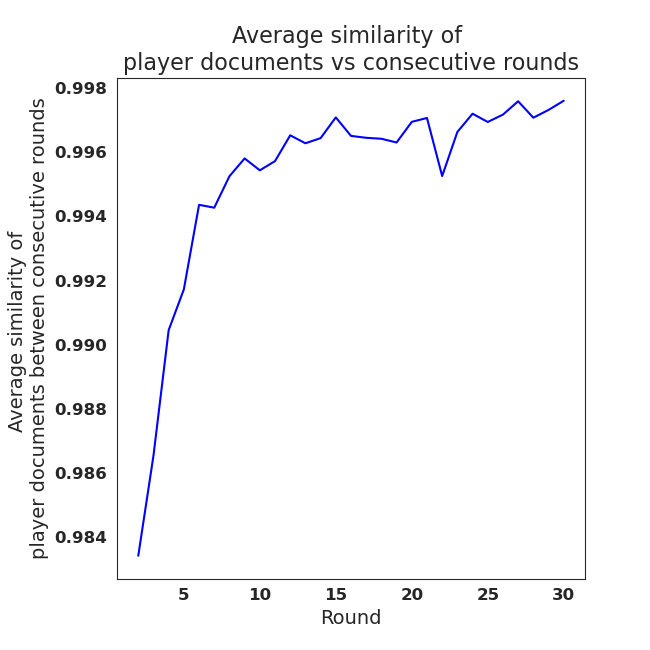 Average similarity of
player documents vs consecutive rounds
Average similarity of
player documents between consecutive rounds
0.998
0.996
0.994
0.992
0.990
0.988
0.986
0.984
5 10 15 20 25 30
Round